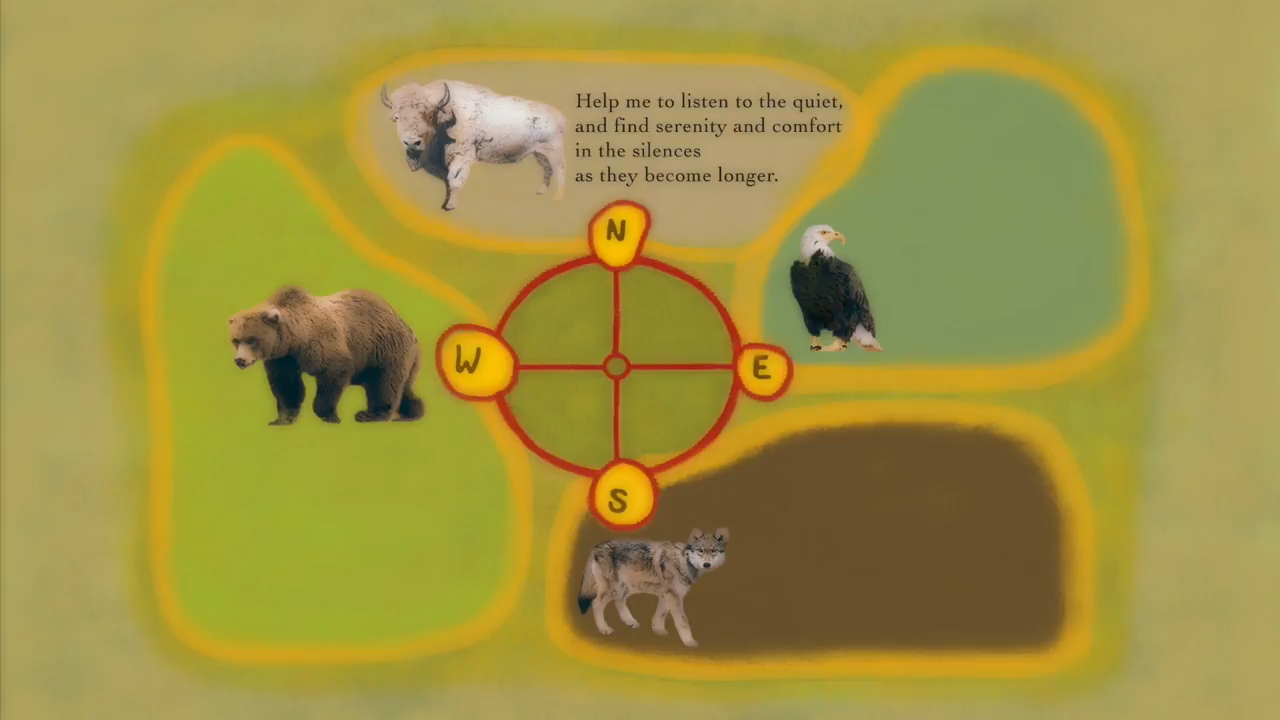 Help me to listen to the quiet,
and find serenity and comfort
in the silences
as they become longer.
N
W
E
S